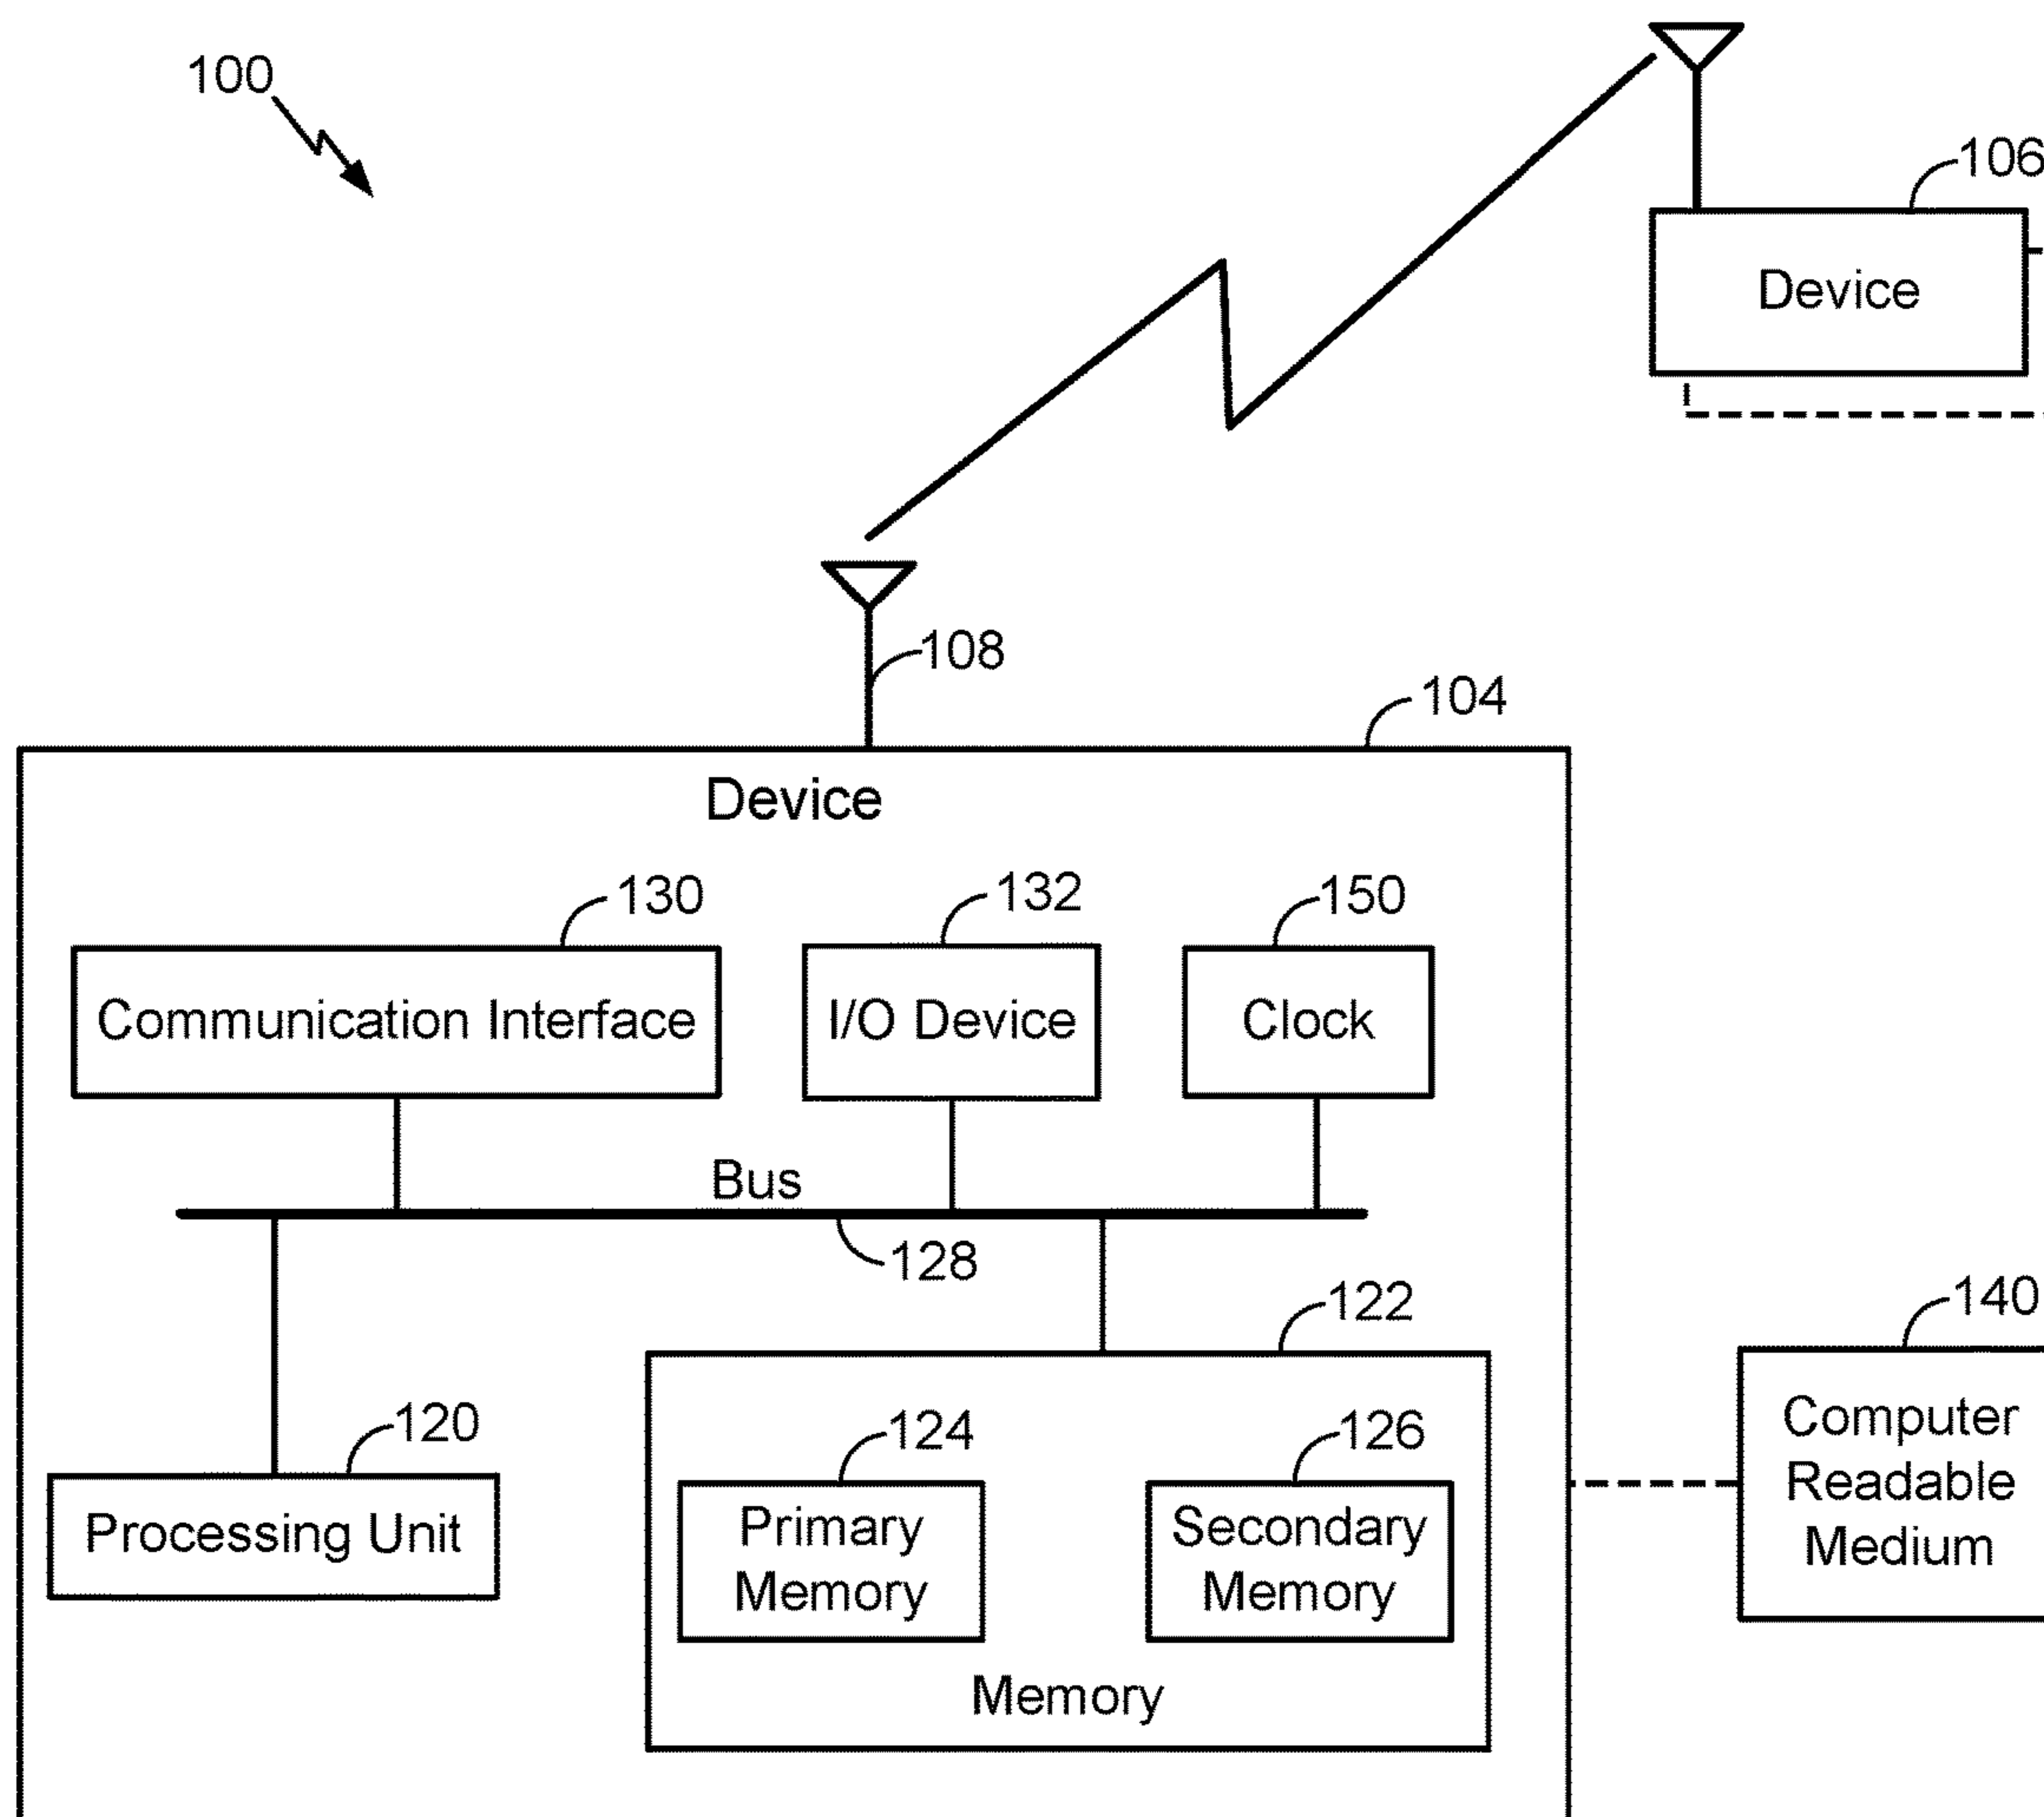 100
106
Device
108
104
Device
130
132
150
Communication Interface
I/O Device
Clock
Bus
128
122
140
120
124
126
Processing Unit
Primary
Memory
Secondary
Memory
Computer
Readable
Medium
Memory